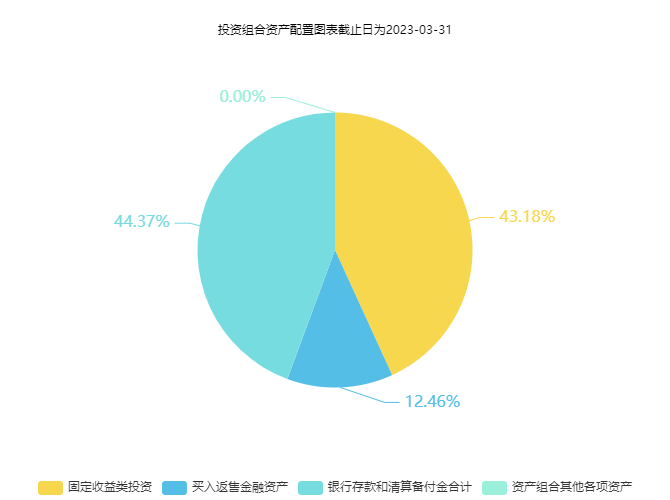 投资组合资产配置图表截止日为2023-03-31
0.00%
44.37%
43.18%
12.46%
固定收益类投资 买入返售金融资产 银行存款和清算备付金合计 资产组合其他各项资产